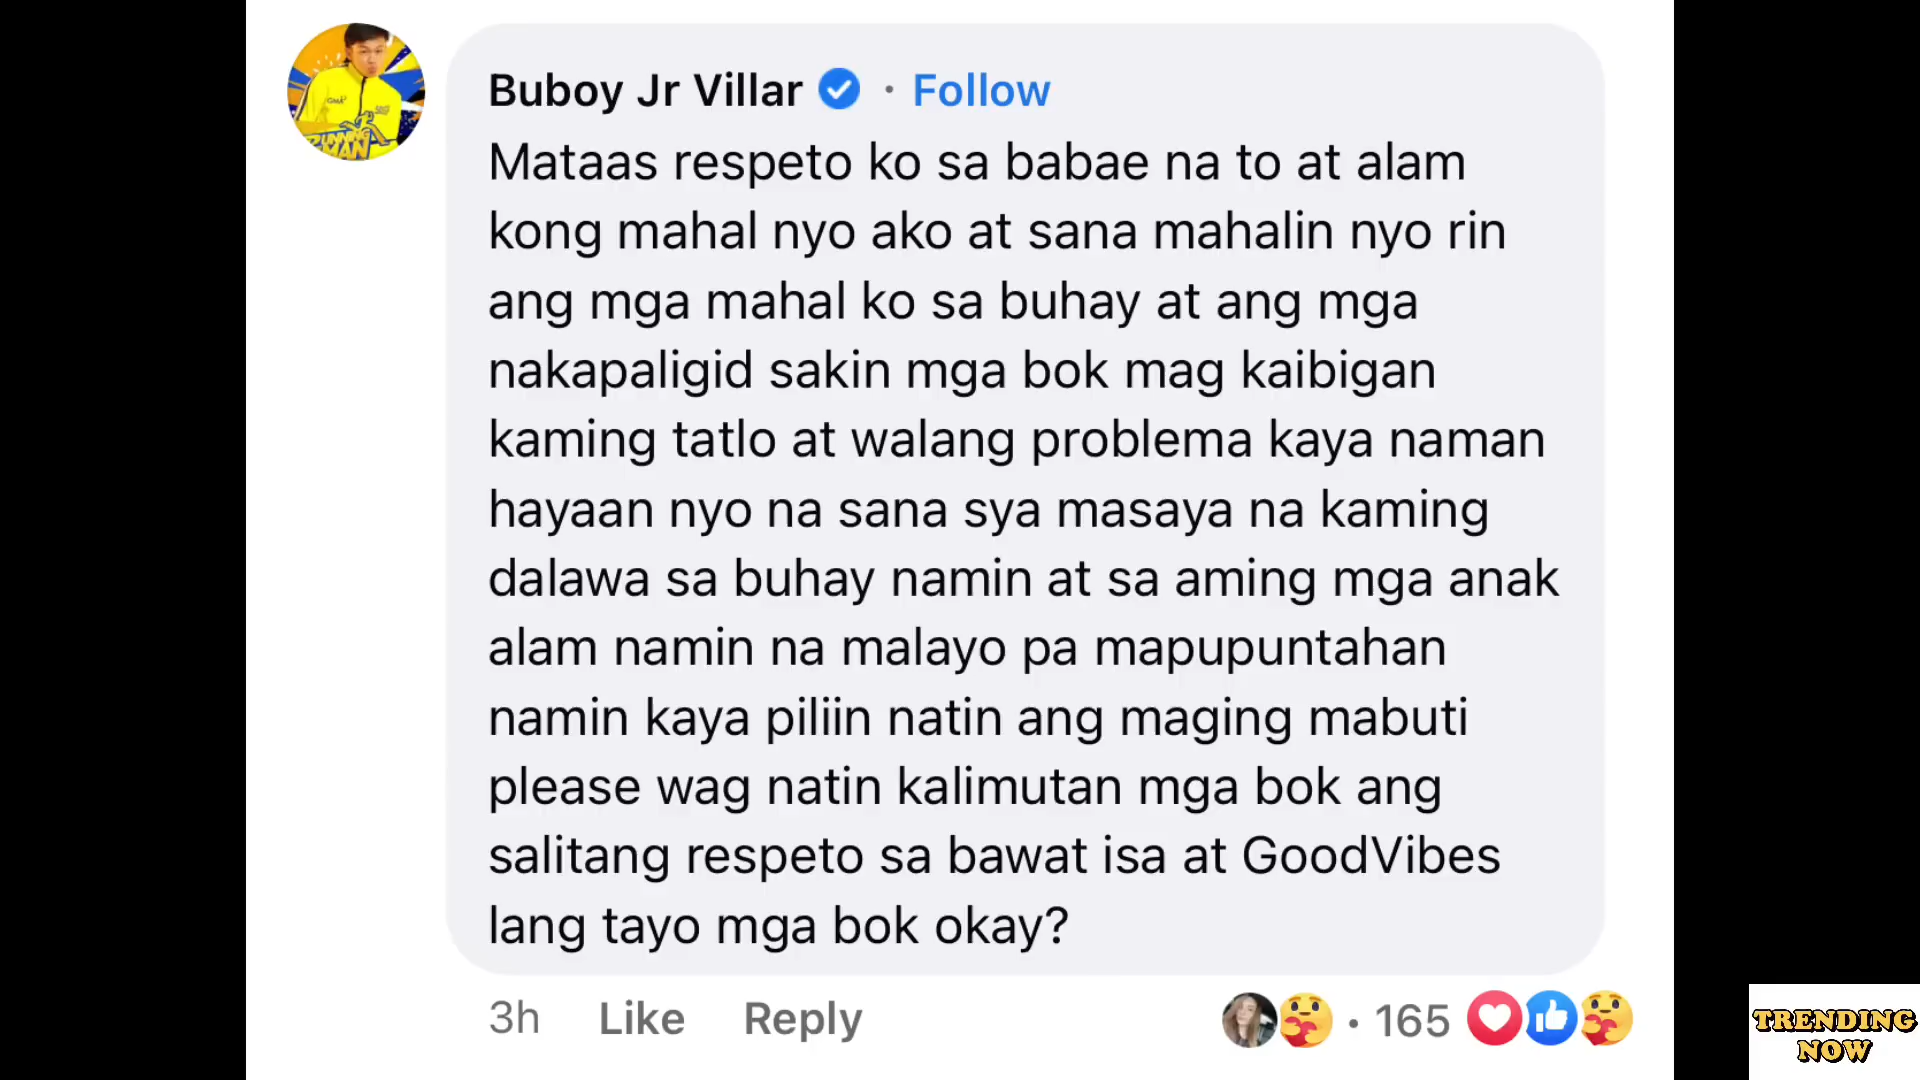 Buboy Jr Villar · Follow
Mataas respeto ko sa babae na to at alam
kong mahal nyo ako at sana mahalin nyo rin
ang mga mahal ko sa buhay at ang mga
nakapaligid sakin mga bok mag kaibigan
kaming tatlo at walang problema kaya naman
hayaan nyo na sana sya masaya na kaming
dalawa sa buhay namin at sa aming mga anak
alam namin na malayo pa mapupuntahan
namin kaya piliin natin ang maging mabuti
please wag natin kalimutan mga bok ang
salitang respeto sa bawat isa at GoodVibes
lang tayo mga bok okay?
3h Like Reply · 165
RUNNING
MAN
TRENDING
NOW